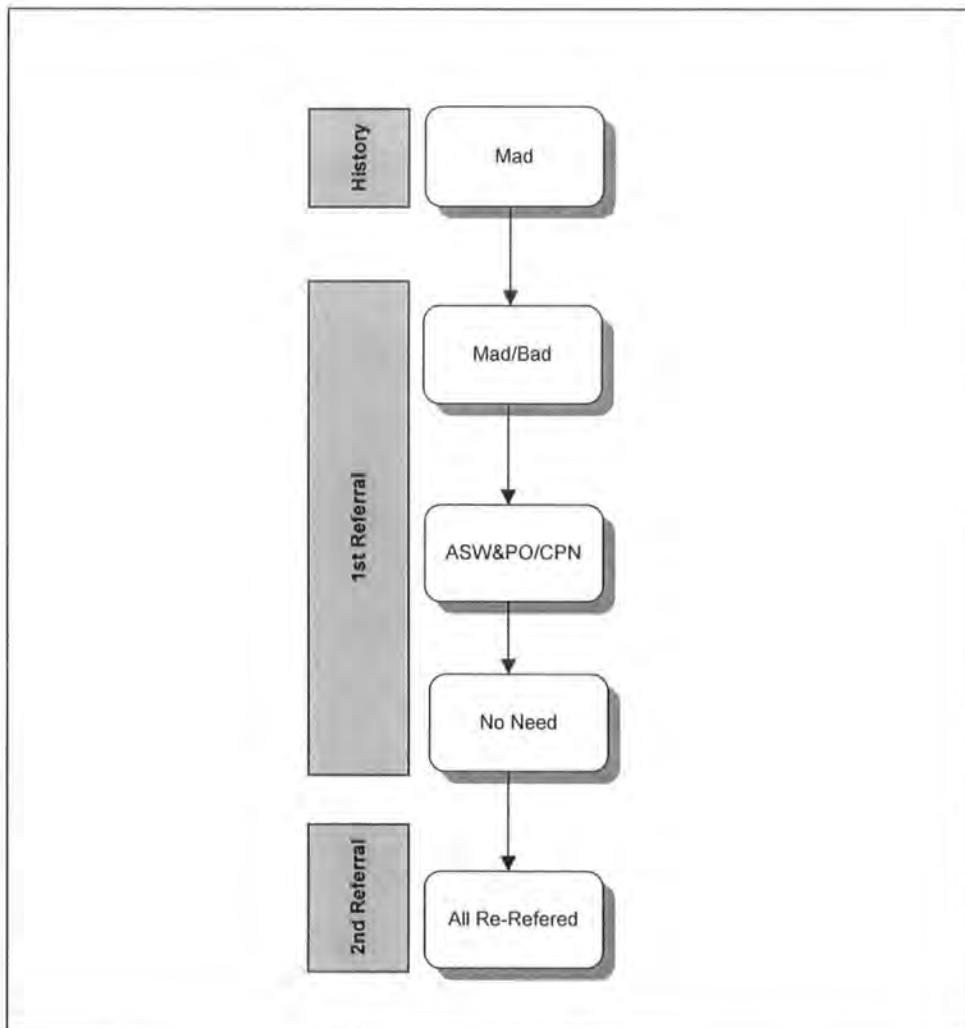 History
Mad
1st Referral
Mad/Bad
ASW&PO/CPN
No Need
2nd Referral
All Re-Refered